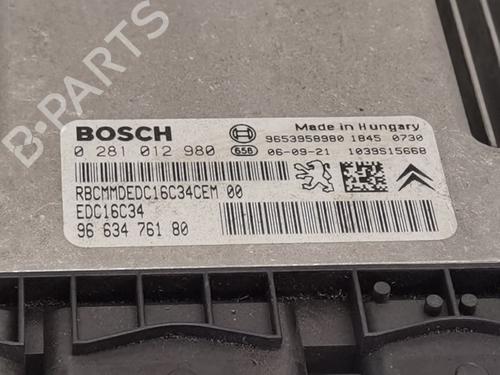 BOSCH
Made in Hungary
0 281 012 980
9653958980 1845 0730
656 06-09-21 1039S15668
RBCMMDEDC16C34CEM 00
EDC16C34
96 634 761 80
B-PARTS